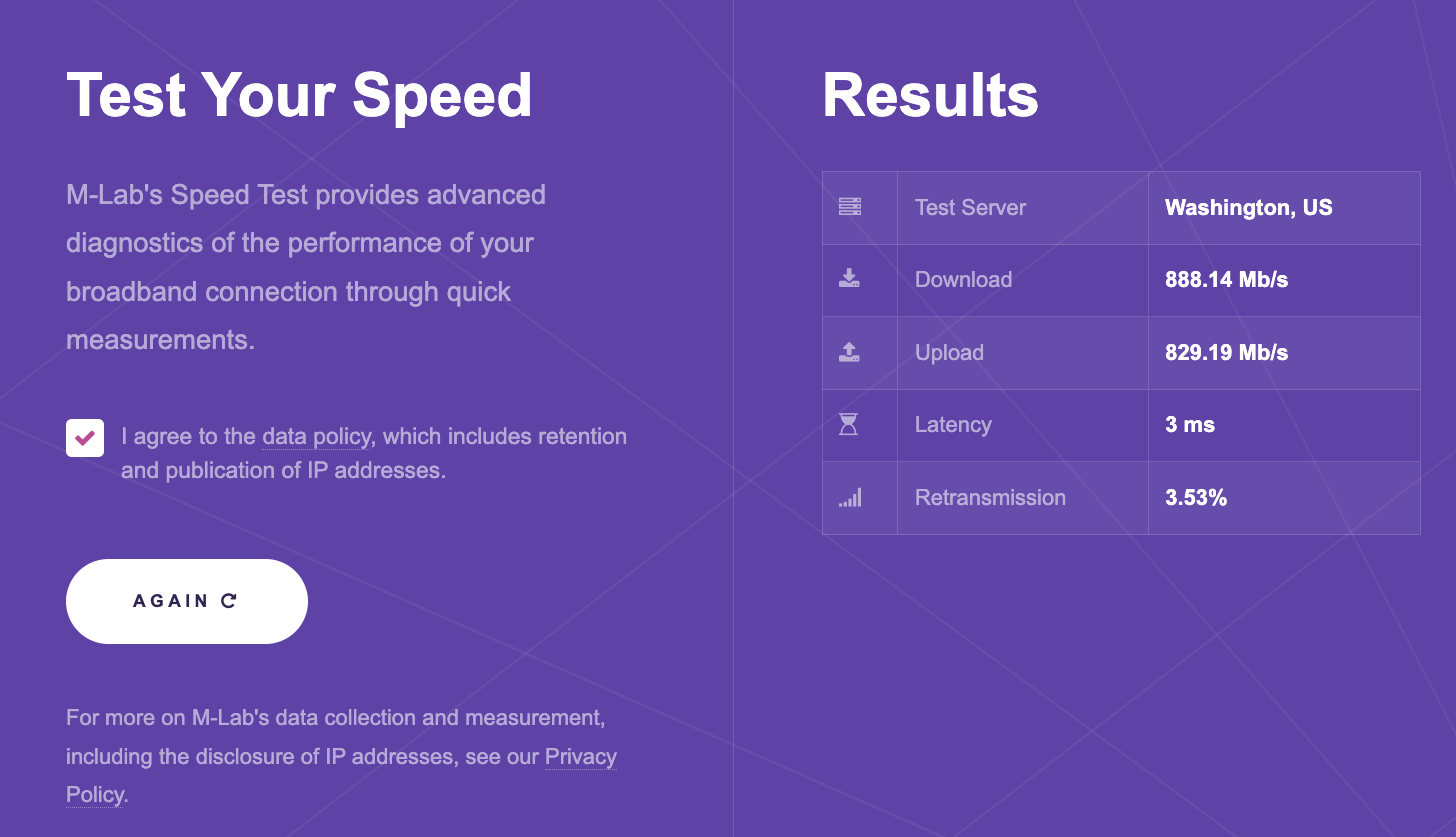 Test Your Speed
M-Lab's Speed Test provides advanced
diagnostics of the performance of your
broadband connection through quick
measurements.
I agree to the data policy, which includes retention
and publication of IP addresses.
AGAIN
For more on M-Lab's data collection and measurement,
including the disclosure of IP addresses, see our Privacy
Policy.
Results
Test Server Washington, US
Download 888.14 Mb/s
Upload 829.19 Mb/s
Latency 3 ms
Retransmission 3.53%